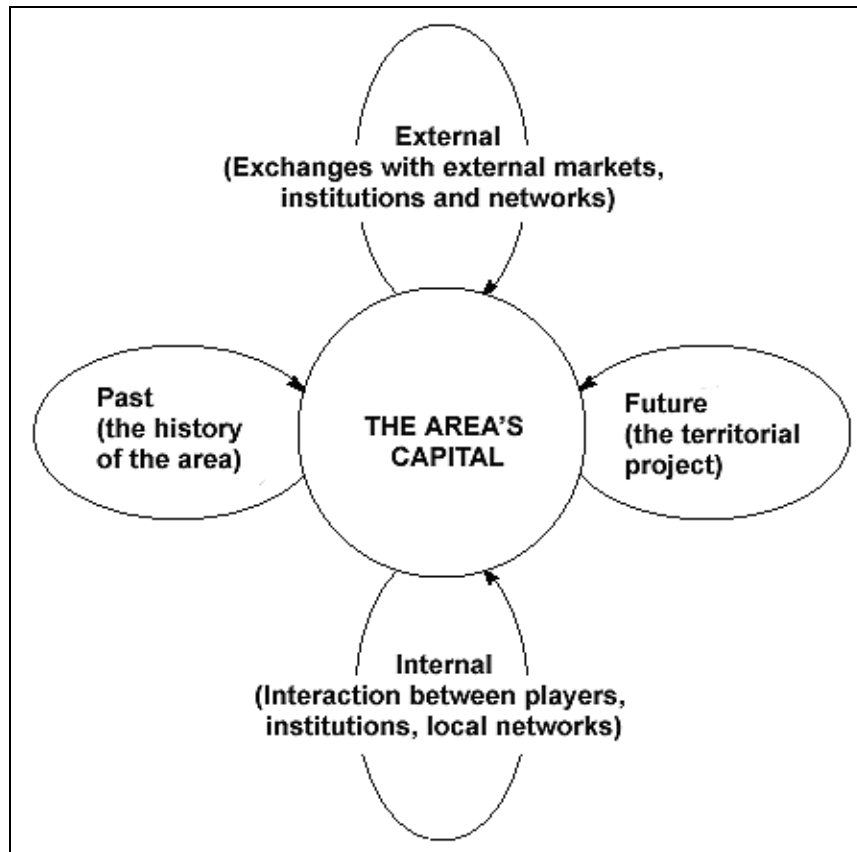 External
(Exchanges with external markets,
institutions and networks)
Past
(the history
of the area)
THE AREA'S
CAPITAL
Future
(the territorial
project)
Internal
(Interaction between players,
institutions, local networks)